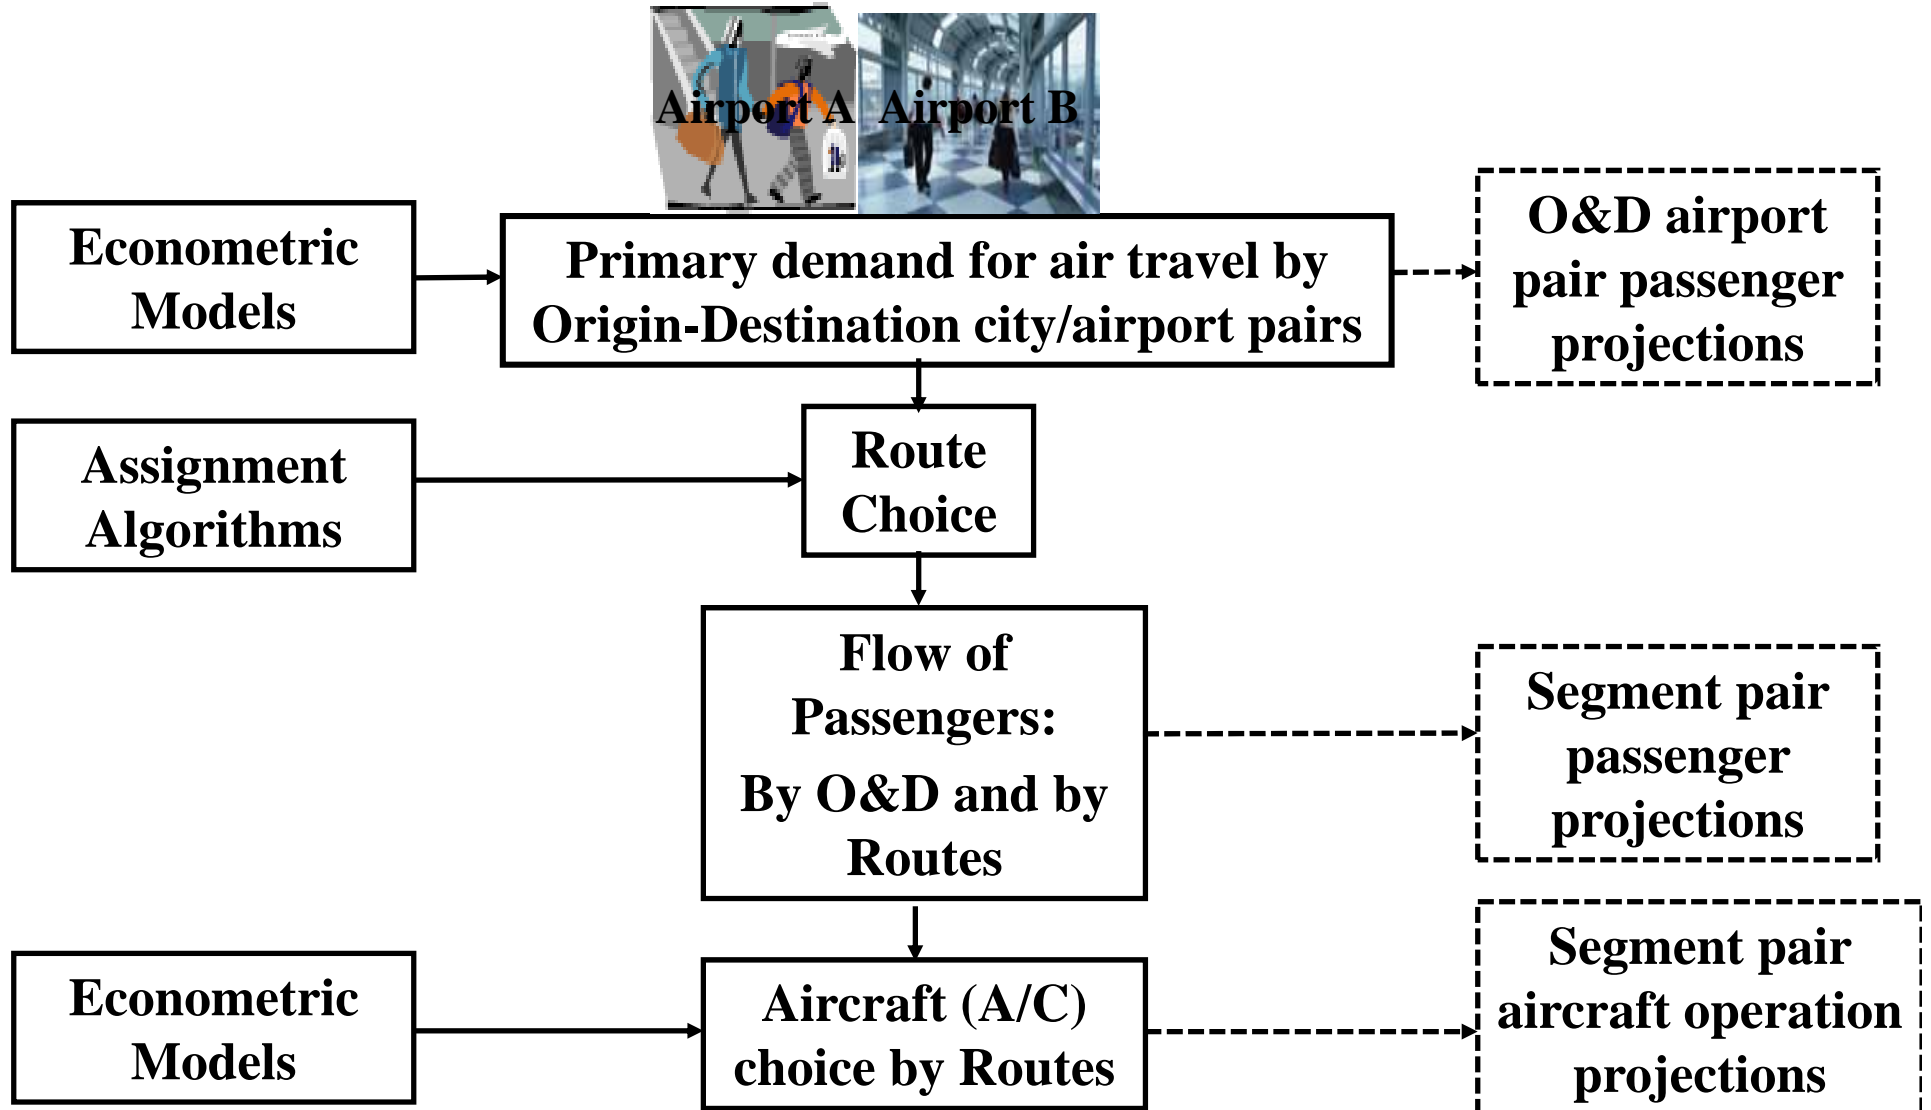 Airport A
Airport B
Econometric
Models
Primary demand for air travel by
Origin-Destination city/airport pairs
O&D airport
pair passenger
projections
Assignment
Algorithms
Route
Choice
Flow of
Passengers:
By O&D and by
Routes
Segment pair
passenger
projections
Econometric
Models
Aircraft (A/C)
choice by Routes
Segment pair
aircraft operation
projections